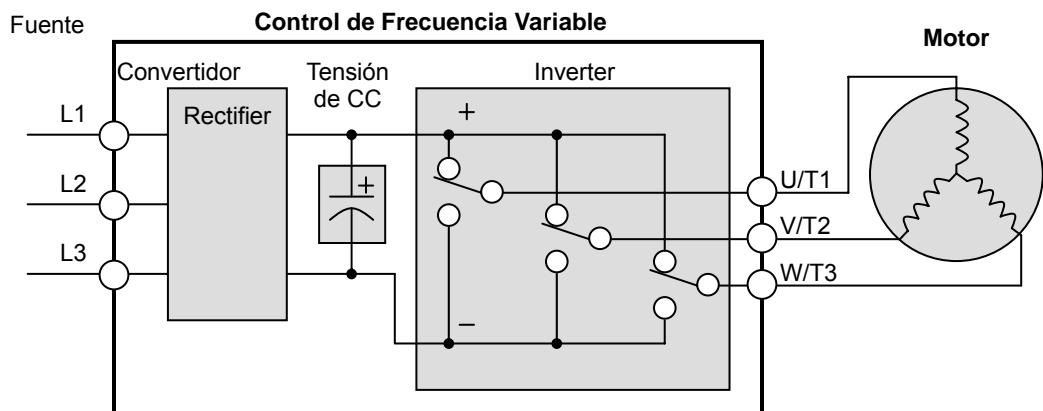 Fuente
Control de Frecuencia Variable
Motor
Convertidor
Tensión
de CC
Inverter
L1
Rectifier
+
+
L2
U/T1
V/T2
L3
W/T3
–